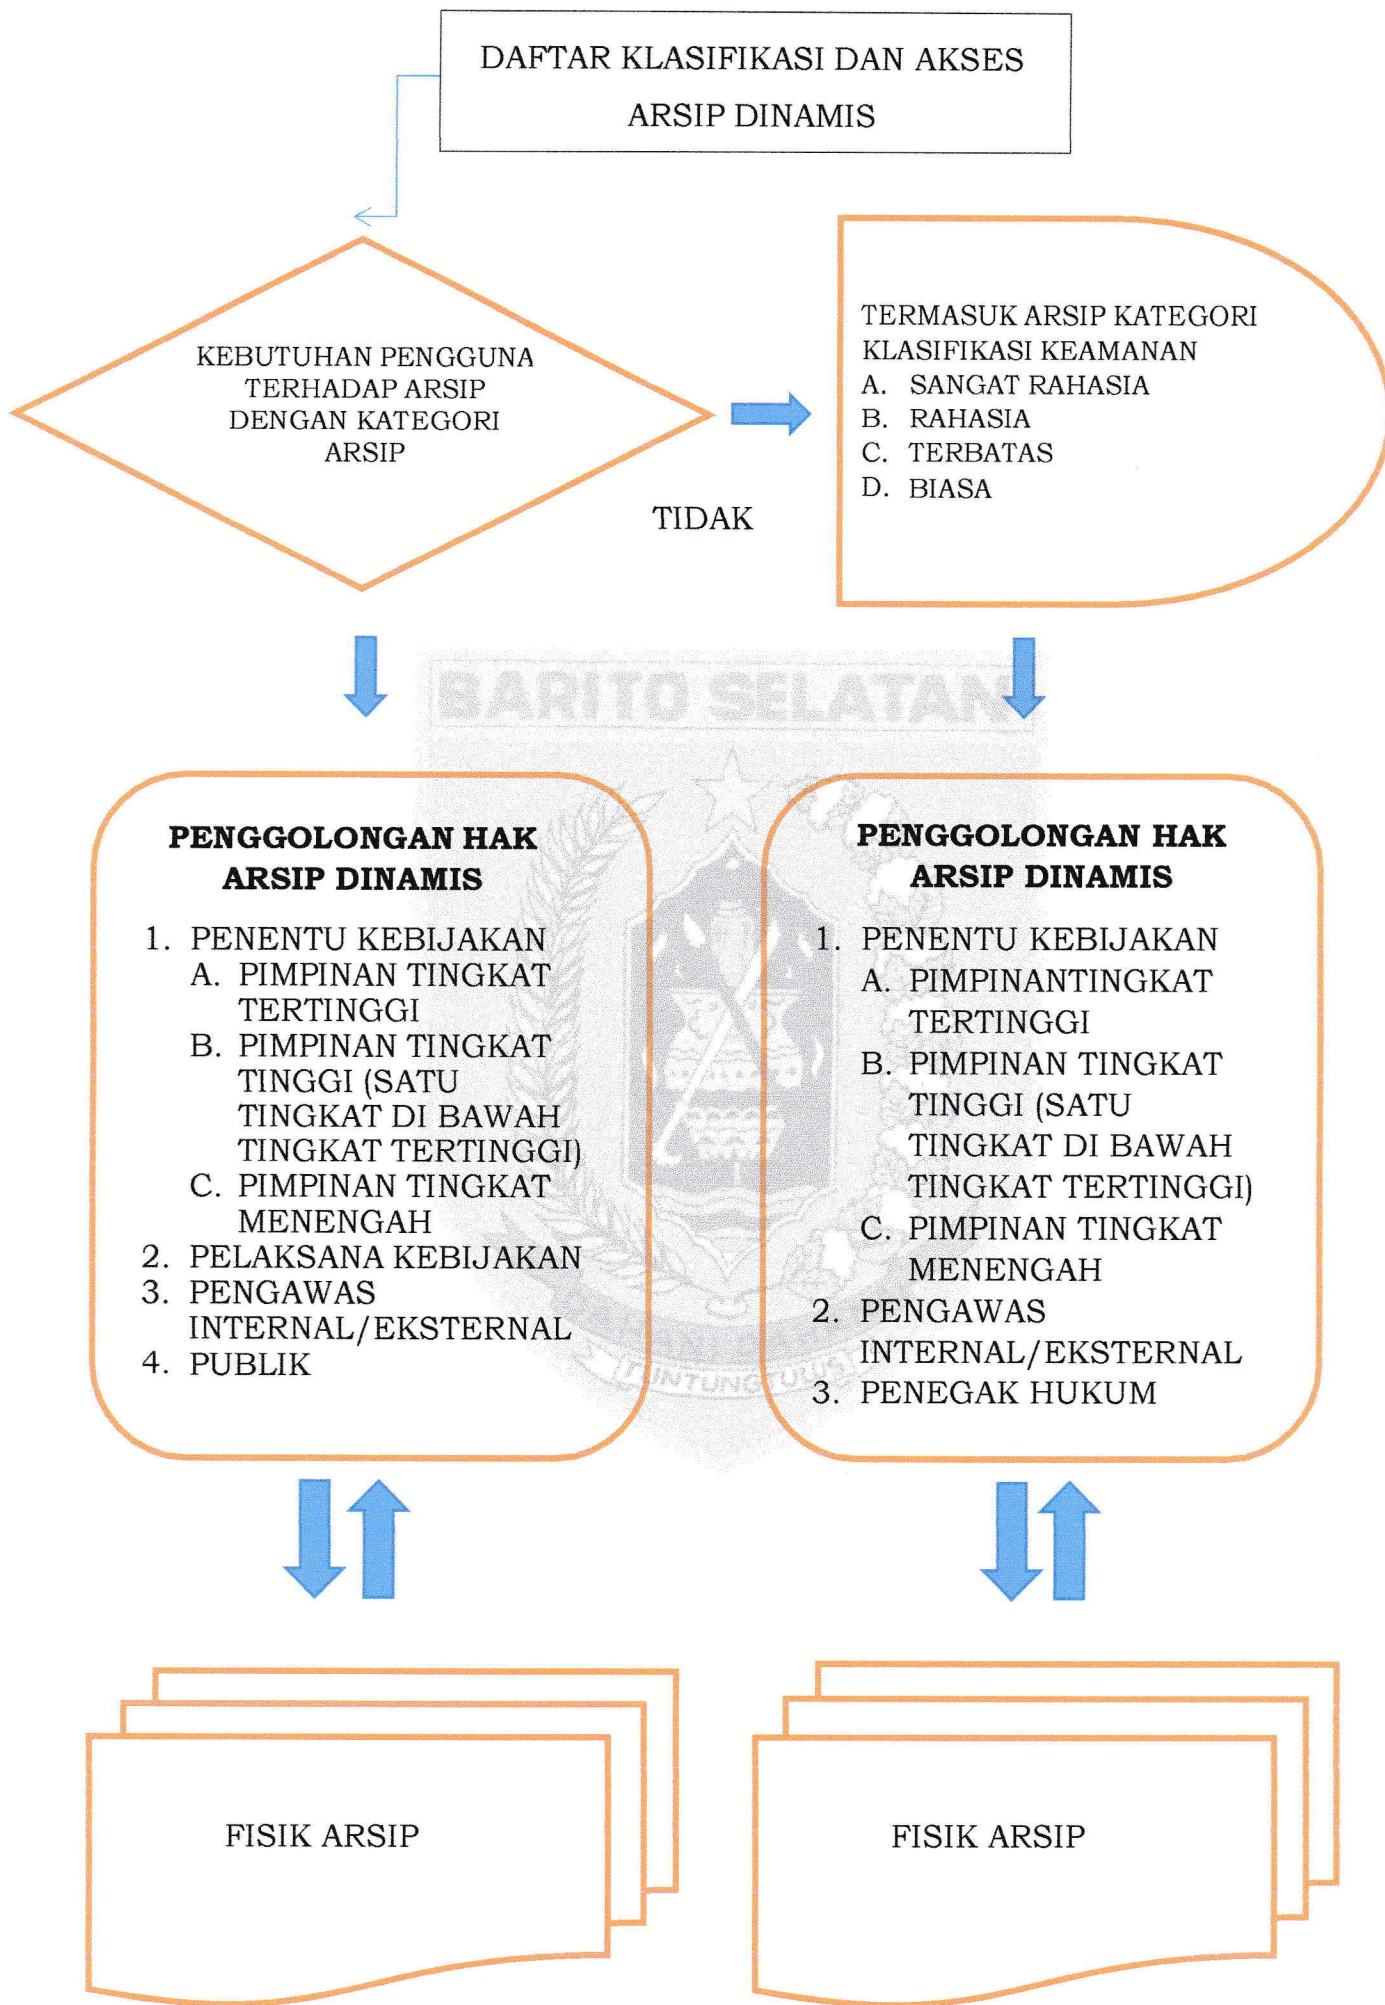 DAFTAR KLASIFIKASI DAN AKSES
ARSIP DINAMIS
KEBUTUHAN PENGGUNA
TERHADAP ARSIP
DENGAN KATEGORI
ARSIP
TIDAK
TERMASUK ARSIP KATEGORI
KLASIFIKASI KEAMANAN
A. SANGAT RAHASIA
B. RAHASIA
C. TERBATAS
D. BIASA
BARITO SELATAN
PENGGOLONGAN HAK
ARSIP DINAMIS
1. PENENTU KEBIJAKAN
A. PIMPINAN TINGKAT
TERTINGGI
B. PIMPINAN TINGKAT
TINGGI (SATU
TINGKAT DI BAWAH
TINGKAT TERTINGGI)
C. PIMPINAN TINGKAT
MENENGAH
2. PELAKSANA KEBIJAKAN
3. PENGAWAS
INTERNAL/EKSTERNAL
4. PUBLIK
PENGGOLONGAN HAK
ARSIP DINAMIS
1. PENENTU KEBIJAKAN
A. PIMPINANTINGKAT
TERTINGGI
B. PIMPINAN TINGKAT
TINGGI (SATU
TINGKAT DI BAWAH
TINGKAT TERTINGGI)
C. PIMPINAN TINGKAT
MENENGAH
2. PENGAWAS
INTERNAL/EKSTERNAL
3. PENEGAK HUKUM
TUNTUNG TULUS
FISIK ARSIP
FISIK ARSIP